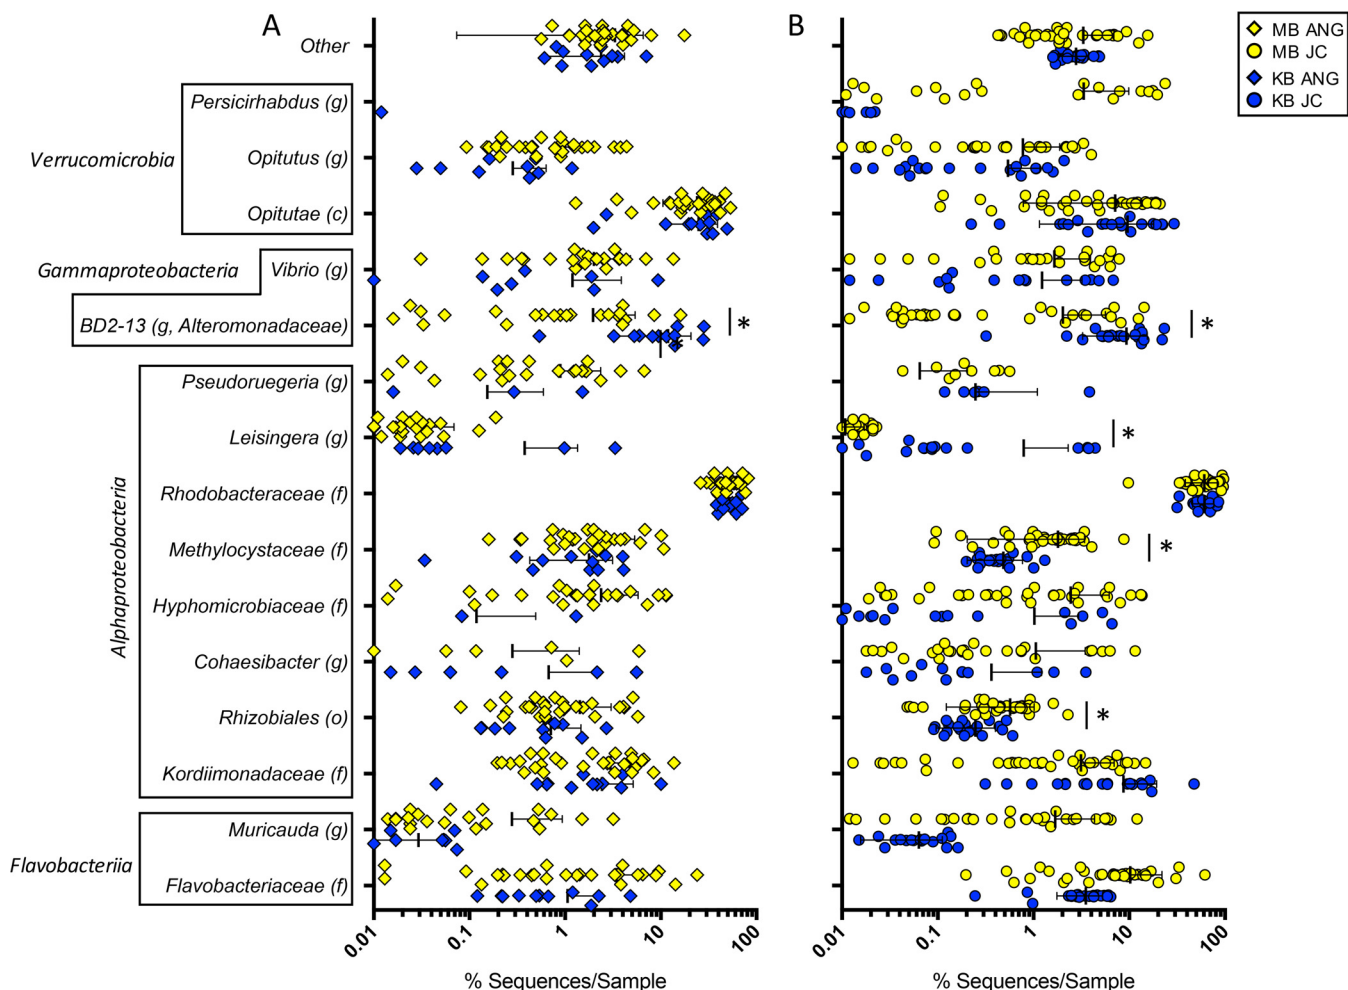 A
B
MB ANG
MB JC
KB ANG
KB JC
Other
Verrucomicrobia
Persicirhabdus (g)
Opitutus (g)
Opitutae (c)
Gammaproteobacteria
Vibrio (g)
BD2-13 (g, Alteromonadaceae)
*
*
*
Alphaproteobacteria
Pseudoruegeria (g)
Leisingera (g)
*
Rhodobacteraceae (f)
Methylocystaceae (f)
*
Hyphomicrobiaceae (f)
Cohaesibacter (g)
Rhizobiales (o)
*
Kordiimonadaceae (f)
Flavobacteriia
Muricauda (g)
Flavobacteriaceae (f)
0.01 0.1 1 10 100
0.01 0.1 1 10 100
% Sequences/Sample
% Sequences/Sample